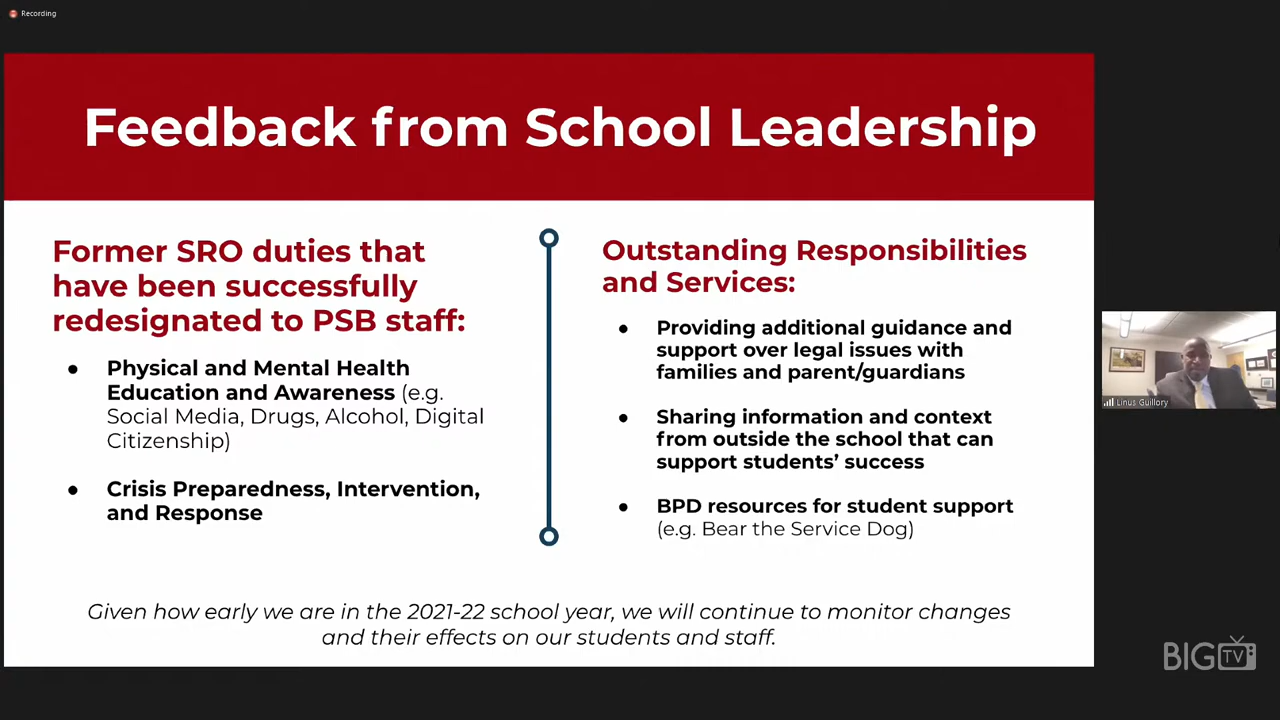 Recording
Feedback from School Leadership
Former SRO duties that
have been successfully
redesignated to PSB staff:
● Physical and Mental Health
Education and Awareness (e.g.
Social Media, Drugs, Alcohol, Digital
Citizenship)
● Crisis Preparedness, Intervention,
and Response
Outstanding Responsibilities
and Services:
● Providing additional guidance and
support over legal issues with
families and parent/guardians
● Sharing information and context
from outside the school that can
support students’ success
● BPD resources for student support
(e.g. Bear the Service Dog)
Given how early we are in the 2021-22 school year, we will continue to monitor changes
and their effects on our students and staff.
Linus Guillory
BIG TV